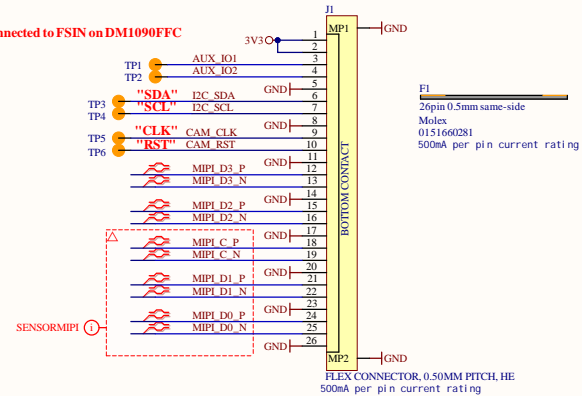 J1
MP1
GND
nnected to FSIN on DM1090FFC
3V3
1
2
AUX_IO1
3
TP1
AUX_IO2
4
TP2
GND
5
"SDA" I2C_SDA
6
TP3
"SCL" I2C_SCL
7
TP4
GND
8
"CLK" CAM_CLK
9
TP5
"RST" CAM_RST
10
TP6
GND
11
MIPI_D3_P
12
MIPI_D3_N
13
GND
14
MIPI_D2_P
15
MIPI_D2_N
16
GND
17
MIPI_C_P
18
MIPI_C_N
19
GND
20
MIPI_D1_P
21
MIPI_D1_N
22
GND
23
MIPI_D0_P
24
MIPI_D0_N
25
GND
26
SENSORMIPI i
BOTTOM CONTACT
MP2
GND
FLEX CONNECTOR, 0.50MM PITCH, HE
500mA per pin current rating
F1
26pin 0.5mm same-side
Molex
0151660281
500mA per pin current rating